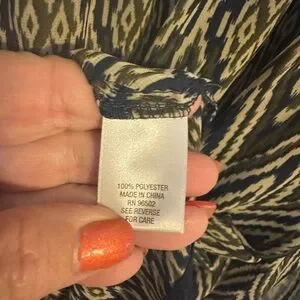 100% POLYESTER
MADE IN CHINA
RN 96502
SEE REVERSE
FOR CARE